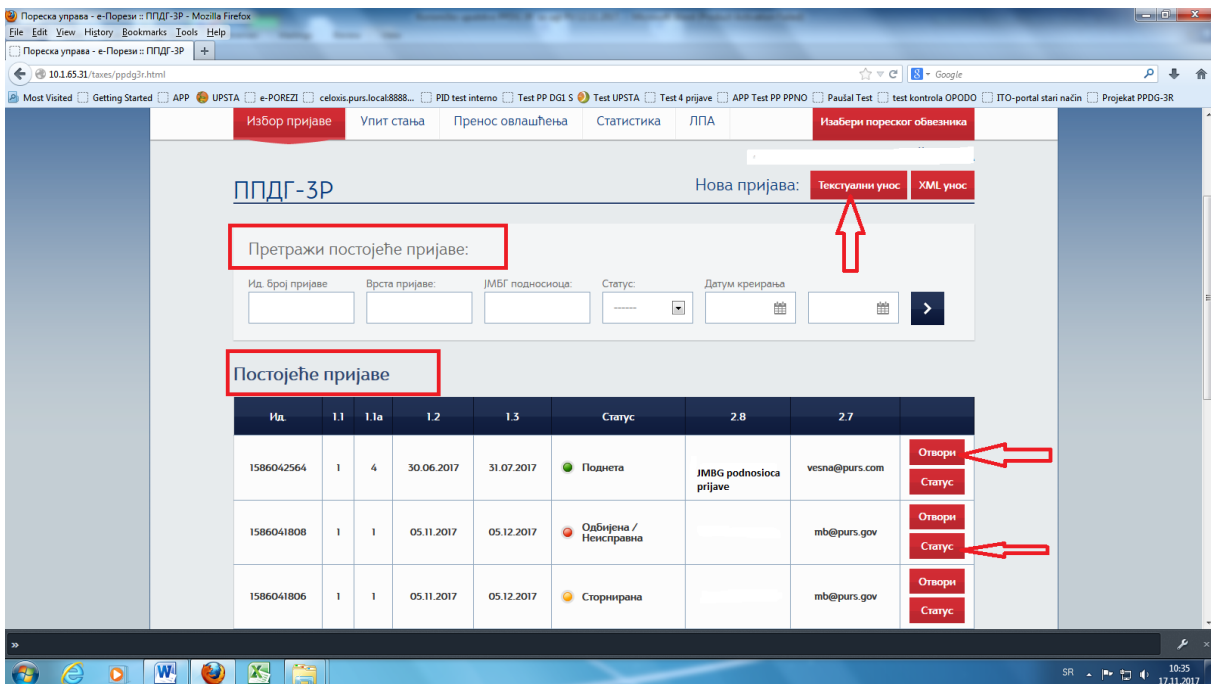 Пореска управа - е-Порези :: ППДГ-3Р - Mozilla Firefox
File Edit View History Bookmarks Tools Help
Пореска управа - е-Порези :: ППДГ-3Р +
10.1.65.31/taxes/ppdg3r.html Google
Most Visited Getting Started APP UPSTA e-POREZI celoxis.purs.local:8888... PID test interno Test PP DG1 S Test UPSTA Test 4 prijave APP Test PP PPNO Paušal Test test kontrola OPODO ITO-portal stari način Projekat PPDG-3R
Избор пријаве Упит стања Пренос овлашћења Статистика ЛПА Изабери пореског обвезника
ППДГ-3Р Нова пријава: Текстуални унос XML унос
Претражи постојеће пријаве:
Ид. број пријаве Врста пријаве: ЈМБГ подносиоца: Статус: Датум креирања
------
Постојеће пријаве
Ид. 1.1 1.1а 1.2 1.3 Статус 2.8 2.7
1586042564 1 4 30.06.2017 31.07.2017 Поднета JMBG podnosioca prijave vesna@purs.com Отвори
Статус
1586041808 1 1 05.11.2017 05.12.2017 Одбијена / Неисправна mb@purs.gov Отвори
Статус
1586041806 1 1 05.11.2017 05.12.2017 Сторнирана mb@purs.gov Отвори
Статус
SR 10:35
17.11.2017